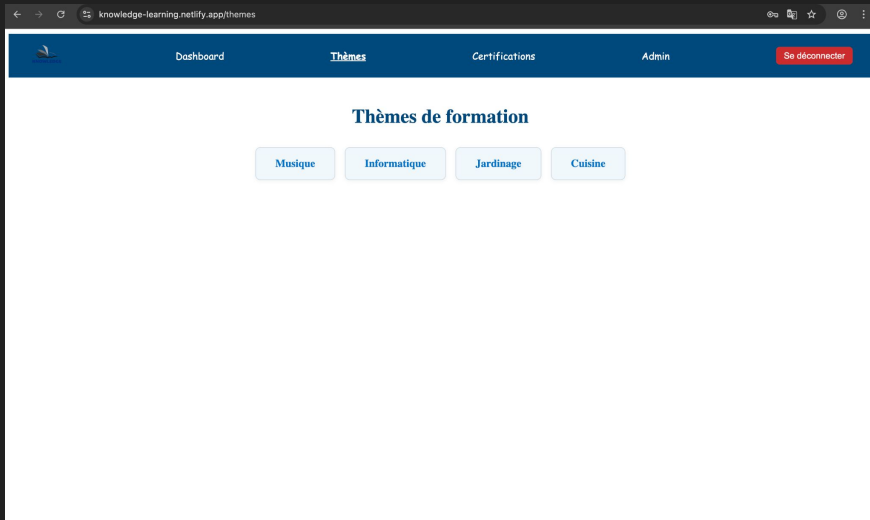 knowledge-learning.netlify.app/themes
Dashboard Thèmes Certifications Admin Se déconnecter
Thèmes de formation
Musique Informatique Jardinage Cuisine